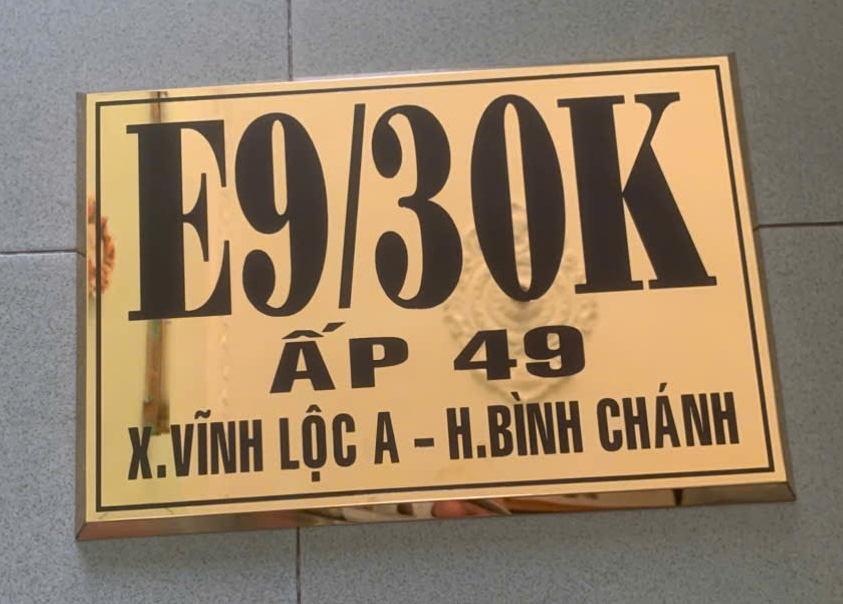 E9/30K
ẤP 49
X.VĨNH LỘC A - H.BÌNH CHÁNH